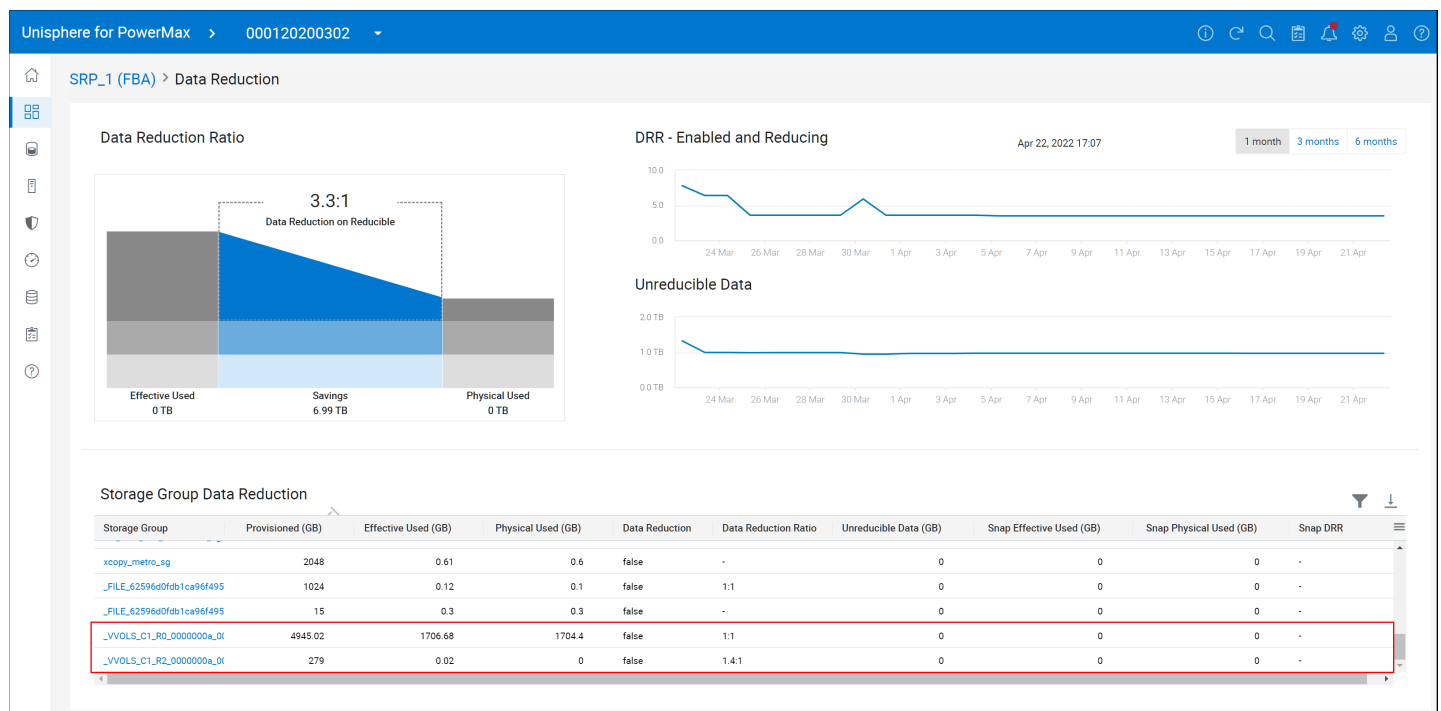 Unisphere for PowerMax > 000120200302
SRP_1 (FBA) > Data Reduction
Data Reduction Ratio
3.3:1
Data Reduction on Reducible
Effective Used
0 TB
Savings
6.99 TB
Physical Used
0 TB
DRR - Enabled and Reducing
Apr 22, 2022 17:07
1 month 3 months 6 months
10.0
5.0
0.0
24 Mar 26 Mar 28 Mar 30 Mar 1 Apr 3 Apr 5 Apr 7 Apr 9 Apr 11 Apr 13 Apr 15 Apr 17 Apr 19 Apr 21 Apr
Unreducible Data
2.0 TB
1.0 TB
0.0 TB
24 Mar 26 Mar 28 Mar 30 Mar 1 Apr 3 Apr 5 Apr 7 Apr 9 Apr 11 Apr 13 Apr 15 Apr 17 Apr 19 Apr 21 Apr
Storage Group Data Reduction
Storage Group Provisioned (GB) Effective Used (GB) Physical Used (GB) Data Reduction Data Reduction Ratio Unreducible Data (GB) Snap Effective Used (GB) Snap Physical Used (GB) Snap DRR
xcopy_metro_sg 2048 0.61 0.6 false - 0 0 0 -
_FILE_62596d0fdb1ca96f495 1024 0.12 0.1 false 1:1 0 0 0 -
_FILE_62596d0fdb1ca96f495 15 0.3 0.3 false - 0 0 0 -
_VVOLS_C1_R0_0000000a_0 4945.02 1706.68 1704.4 false 1:1 0 0 0 -
_VVOLS_C1_R2_0000000a_0 279 0.02 0 false 1.4:1 0 0 0 -